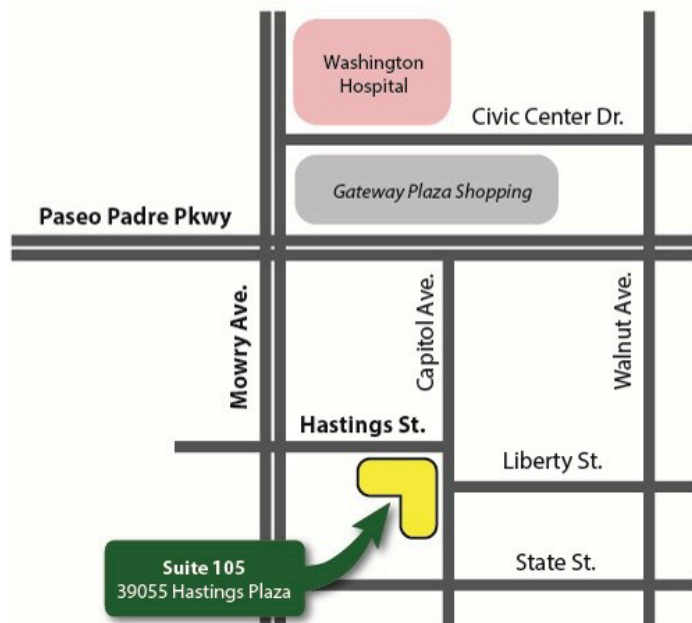 Washington
Hospital
Civic Center Dr.
Gateway Plaza Shopping
Paseo Padre Pkwy
Mowry Ave.
Capitol Ave.
Walnut Ave.
Hastings St.
Liberty St.
Suite 105
39055 Hastings Plaza
State St.